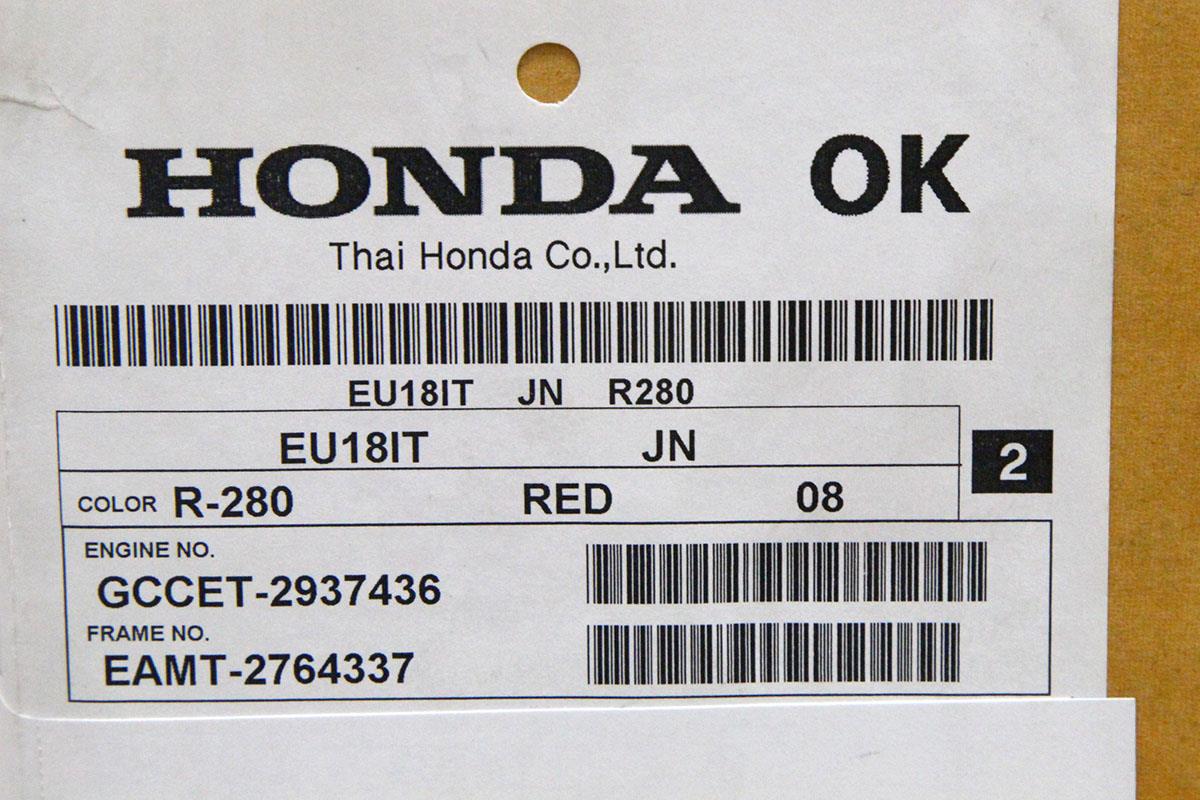 HONDA OK
Thai Honda Co.,Ltd.
EU18IT JN R280
EU18IT JN
2
COLOR R-280 RED 08
ENGINE NO.
GCCET-2937436
FRAME NO.
EAMT-2764337